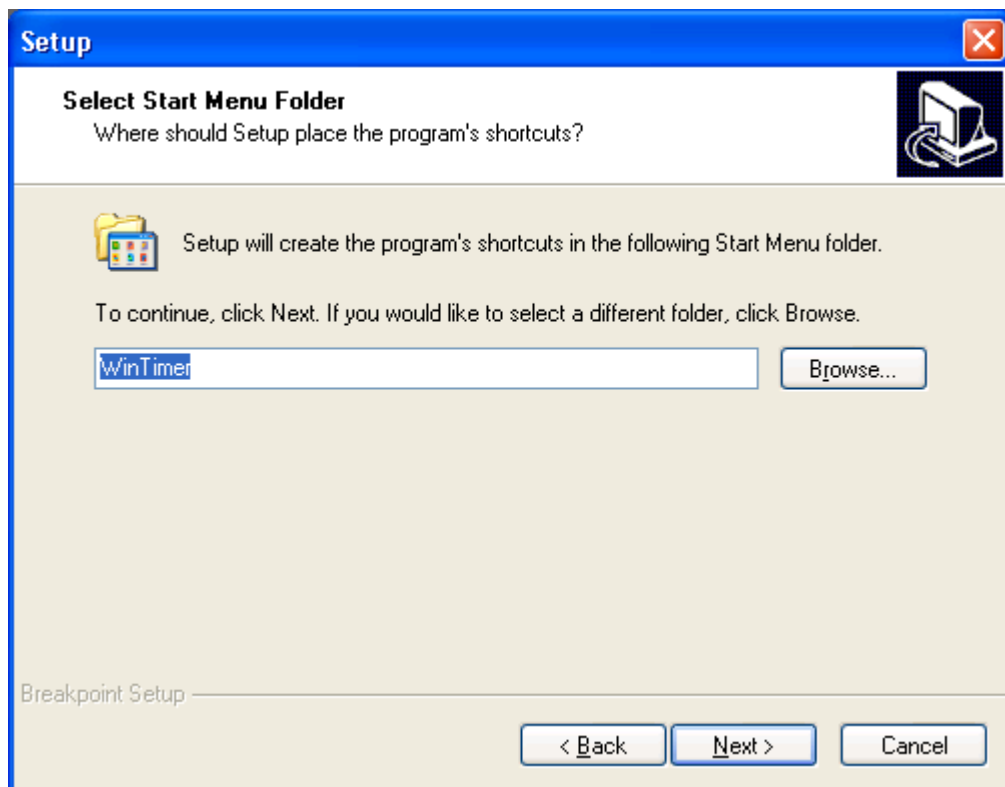 Setup
Select Start Menu Folder
Where should Setup place the program's shortcuts?
Setup will create the program's shortcuts in the following Start Menu folder.
To continue, click Next. If you would like to select a different folder, click Browse.
WinTimer
Browse...
Breakpoint Setup
< Back
Next >
Cancel